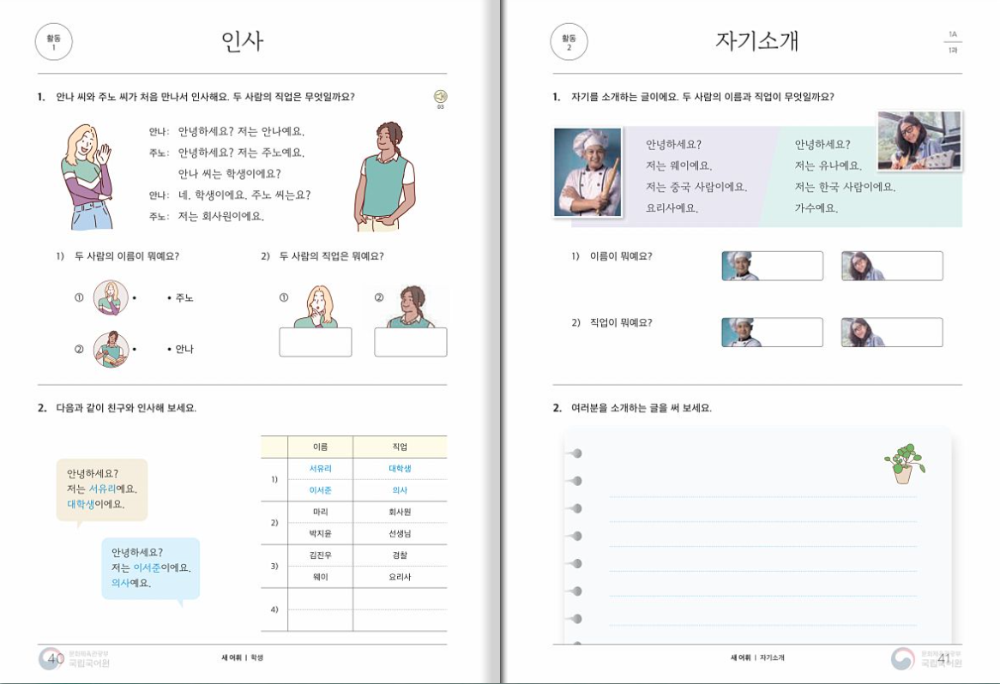 활동
1
인사
1. 안나 씨와 주노 씨가 처음 만나서 인사해요. 두 사람의 직업은 무엇일까요?
03
안나: 안녕하세요? 저는 안나예요.
주노: 안녕하세요? 저는 주노예요.
안나 씨는 학생이에요?
안나: 네, 학생이에요. 주노 씨는요?
주노: 저는 회사원이에요.
1) 두 사람의 이름이 뭐예요?
① • • 주노
② • • 안나
2) 두 사람의 직업은 뭐예요?
① ②
2. 다음과 같이 친구와 인사해 보세요.
안녕하세요?
저는 서유리예요.
대학생이에요.
안녕하세요?
저는 이서준이에요.
의사예요.
이름 직업
1) 서유리 대학생
이서준 의사
2) 마리 회사원
박지윤 선생님
3) 김진우 경찰
웨이 요리사
4)
40
문화체육관광부
국립국어원
새 어휘 | 학생
활동
2
자기소개
1A
1과
1. 자기를 소개하는 글이에요. 두 사람의 이름과 직업이 무엇일까요?
안녕하세요?
저는 웨이예요.
저는 중국 사람이에요.
요리사예요.
안녕하세요?
저는 유나예요.
저는 한국 사람이에요.
가수예요.
1) 이름이 뭐예요?
2) 직업이 뭐예요?
2. 여러분을 소개하는 글을 써 보세요.
새 어휘 | 자기소개
문화체육관광부
국립국어원
41